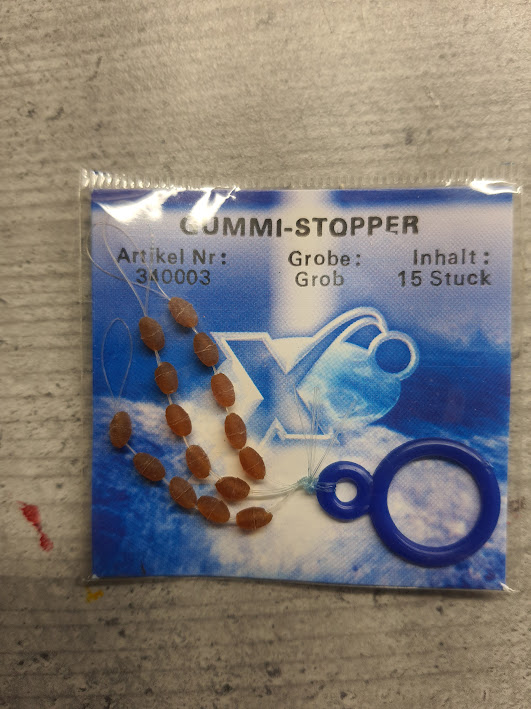 GUMMI-STOPPER
Artikel Nr: Grobe: Inhalt:
340003 Grob 15 Stuck
X